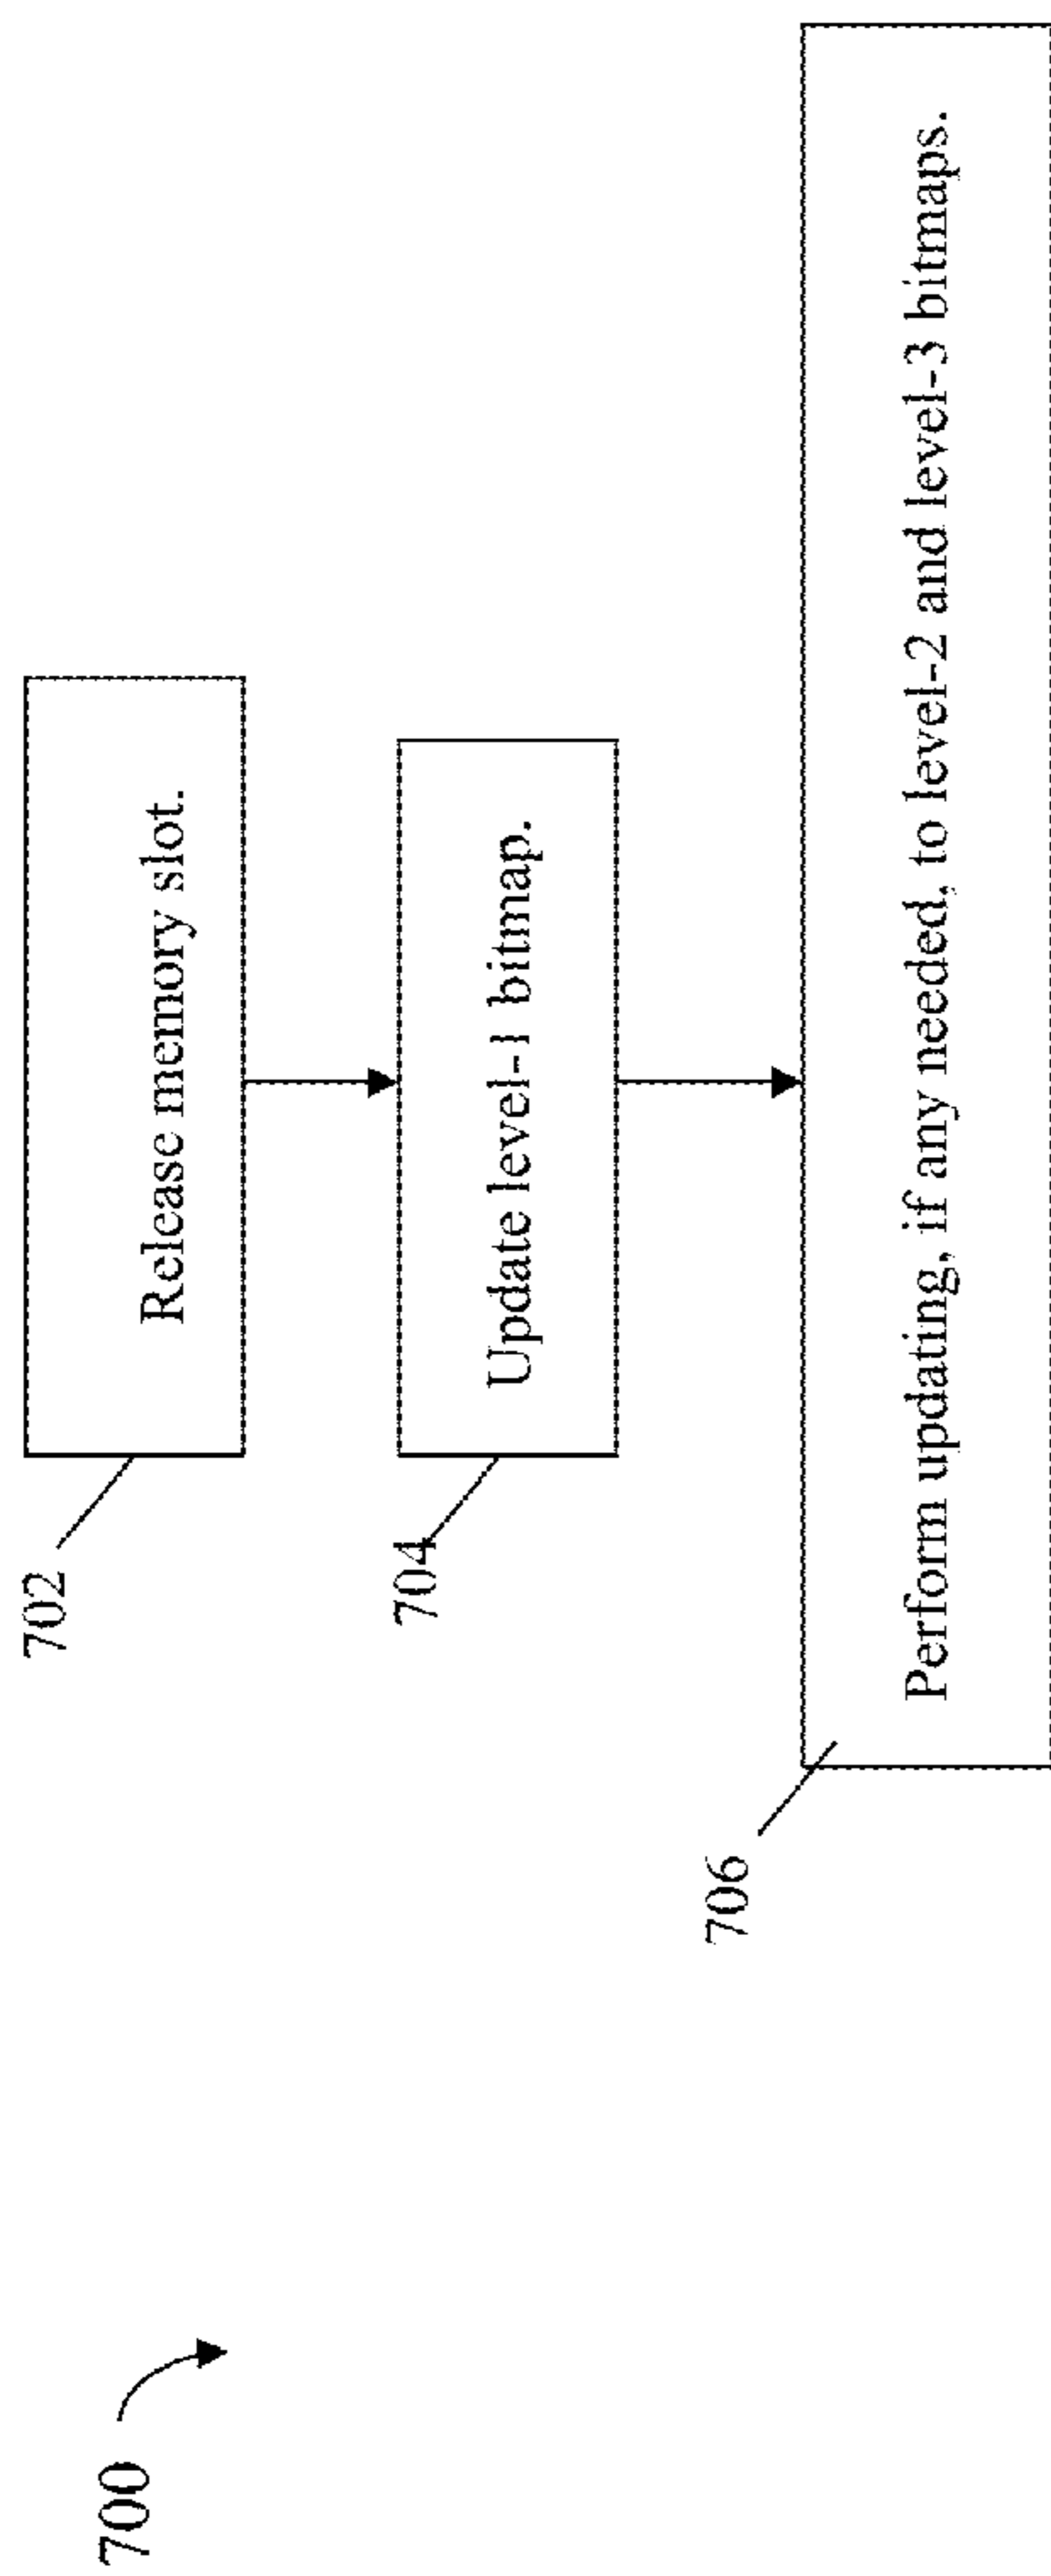 700
702
Release memory slot.
704
Update level-1 bitmap.
706
Perform updating, if any needed, to level-2 and level-3 bitmaps.